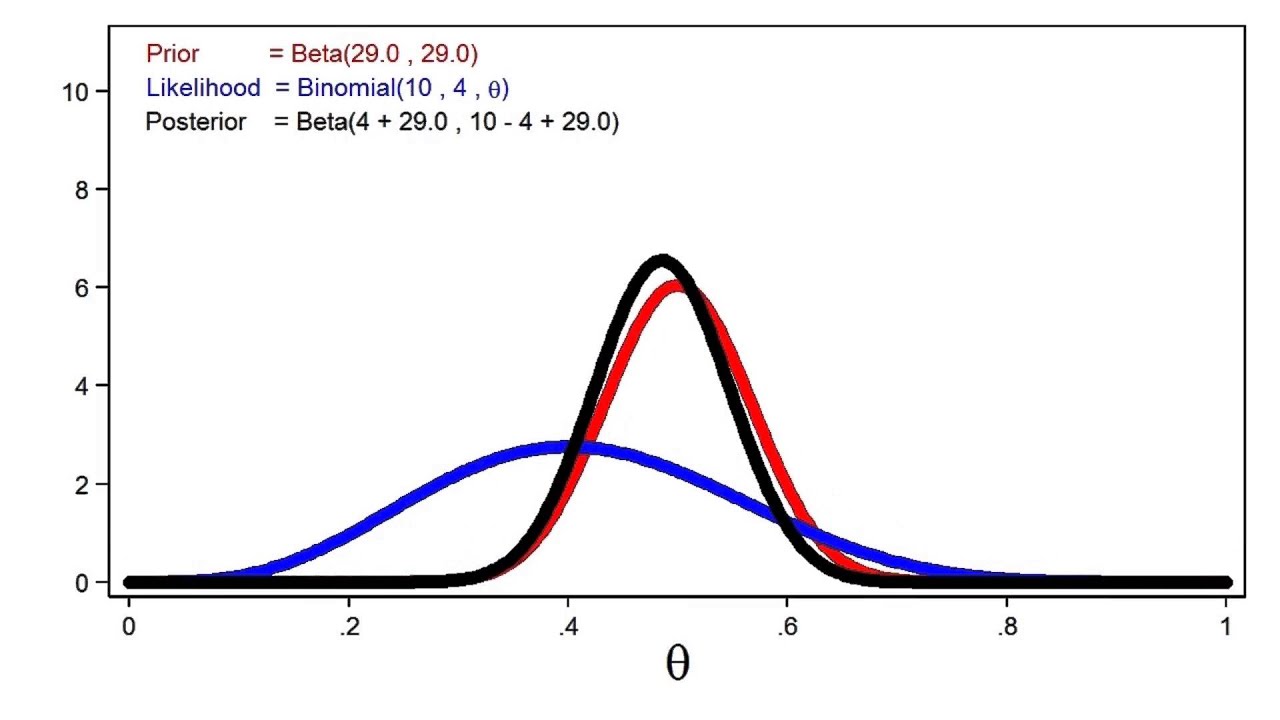 Prior = Beta(29.0 , 29.0)
Likelihood = Binomial(10 , 4 , θ)
Posterior = Beta(4 + 29.0 , 10 - 4 + 29.0)
10
8
6
4
2
0
0 .2 .4 .6 .8 1
θ